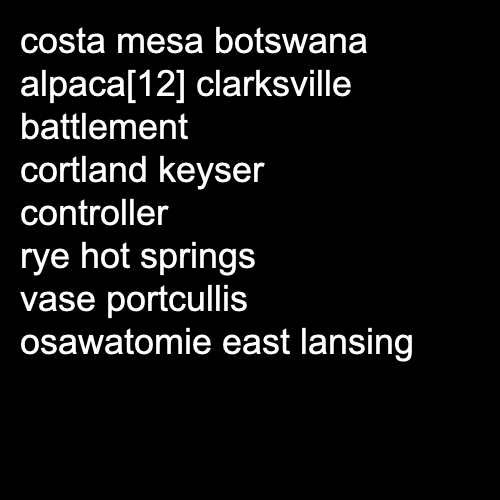 costa mesa botswana
alpaca[12] clarksville
battlement
cortland keyser
controller
rye hot springs
vase portcullis
osawatomie east lansing